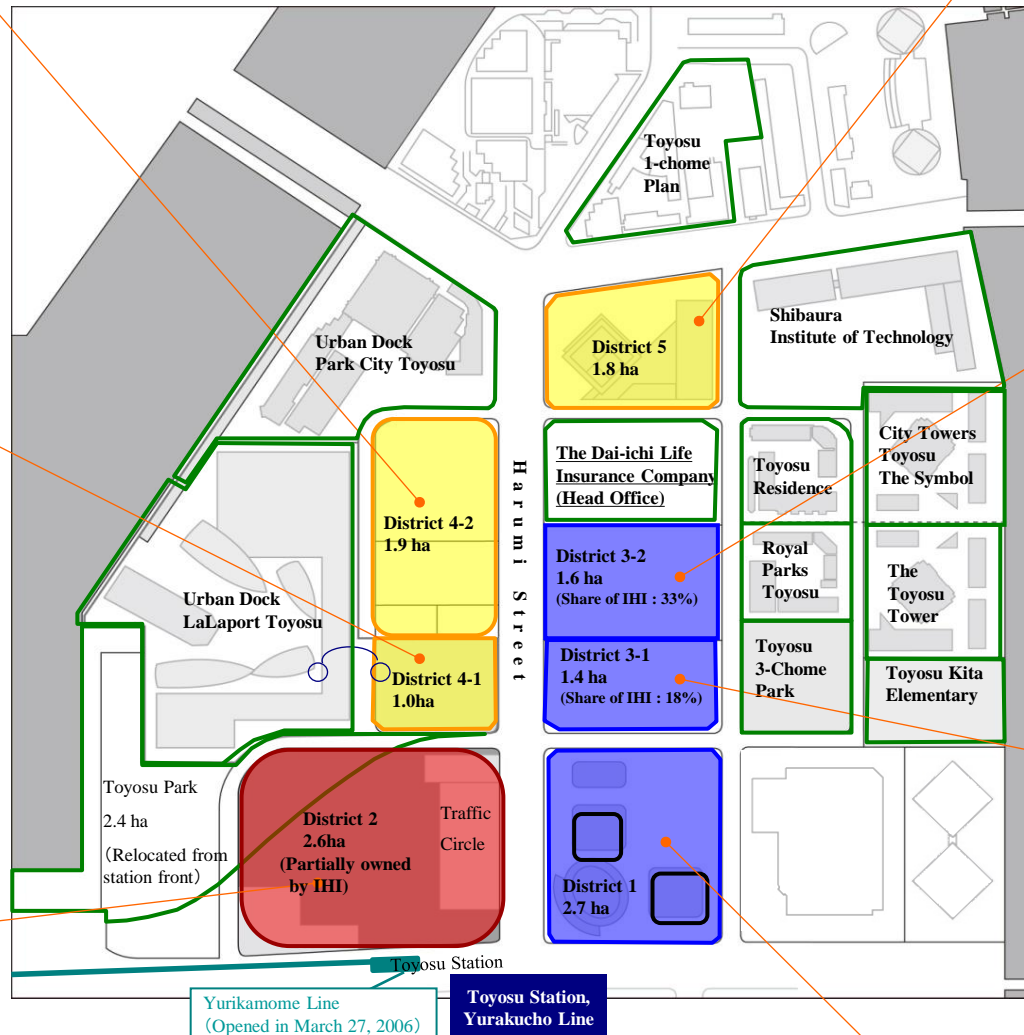 Toyosu
1-chome
Plan
Shibaura
Institute of Technology
Urban Dock
Park City Toyosu
District 5
1.8 ha
The Dai-ichi Life
Insurance Company
(Head Office)
Toyosu
Residence
City Towers
Toyosu
The Symbol
Harumi Street
District 4-2
1.9 ha
District 3-2
1.6 ha
(Share of IHI : 33%)
Royal
Parks
Toyosu
The
Toyosu
Tower
Urban Dock
LaLaport Toyosu
District 4-1
1.0ha
District 3-1
1.4 ha
(Share of IHI : 18%)
Toyosu
3-Chome
Park
Toyosu Kita
Elementary
Toyosu Park
2.4 ha
（Relocated from
station front）
District 2
2.6ha
(Partially owned
by IHI)
Traffic
Circle
District 1
2.7 ha
Toyosu Station
Yurikamome Line
（Opened in March 27, 2006）
Toyosu Station,
Yurakucho Line